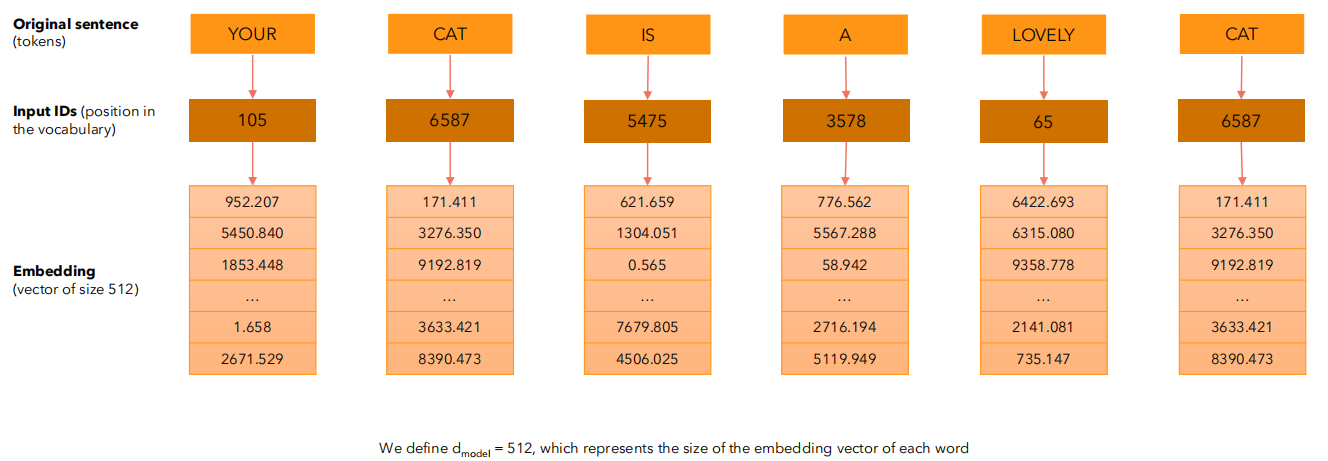 Original sentence
(tokens)
YOUR CAT IS A LOVELY CAT
Input IDs (position in
the vocabulary)
105 6587 5475 3578 65 6587
952.207 171.411 621.659 776.562 6422.693 171.411
5450.840 3276.350 1304.051 5567.288 6315.080 3276.350
1853.448 9192.819 0.565 58.942 9358.778 9192.819
Embedding
(vector of size 512)
... ... ... ... ... ...
1.658 3633.421 7679.805 2716.194 2141.081 3633.421
2671.529 8390.473 4506.025 5119.949 735.147 8390.473
We define dmodel = 512, which represents the size of the embedding vector of each word